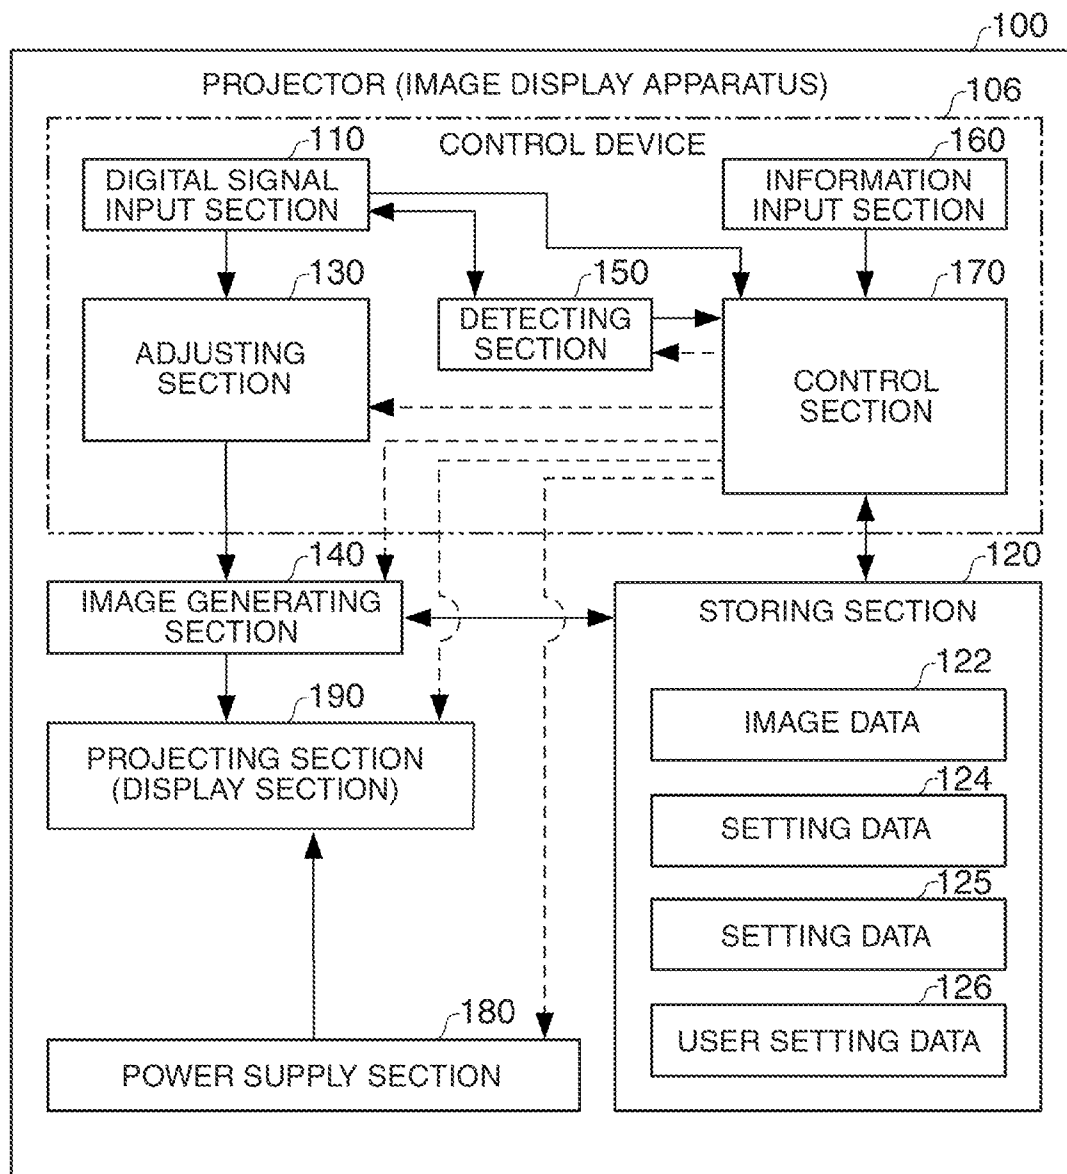 100
PROJECTOR (IMAGE DISPLAY APPARATUS)
106
CONTROL DEVICE
110
DIGITAL SIGNAL
INPUT SECTION
160
INFORMATION
INPUT SECTION
130
ADJUSTING
SECTION
150
DETECTING
SECTION
170
CONTROL
SECTION
140
IMAGE GENERATING
SECTION
190
PROJECTING SECTION
(DISPLAY SECTION)
180
POWER SUPPLY SECTION
120
STORING SECTION
122
IMAGE DATA
124
SETTING DATA
125
SETTING DATA
126
USER SETTING DATA